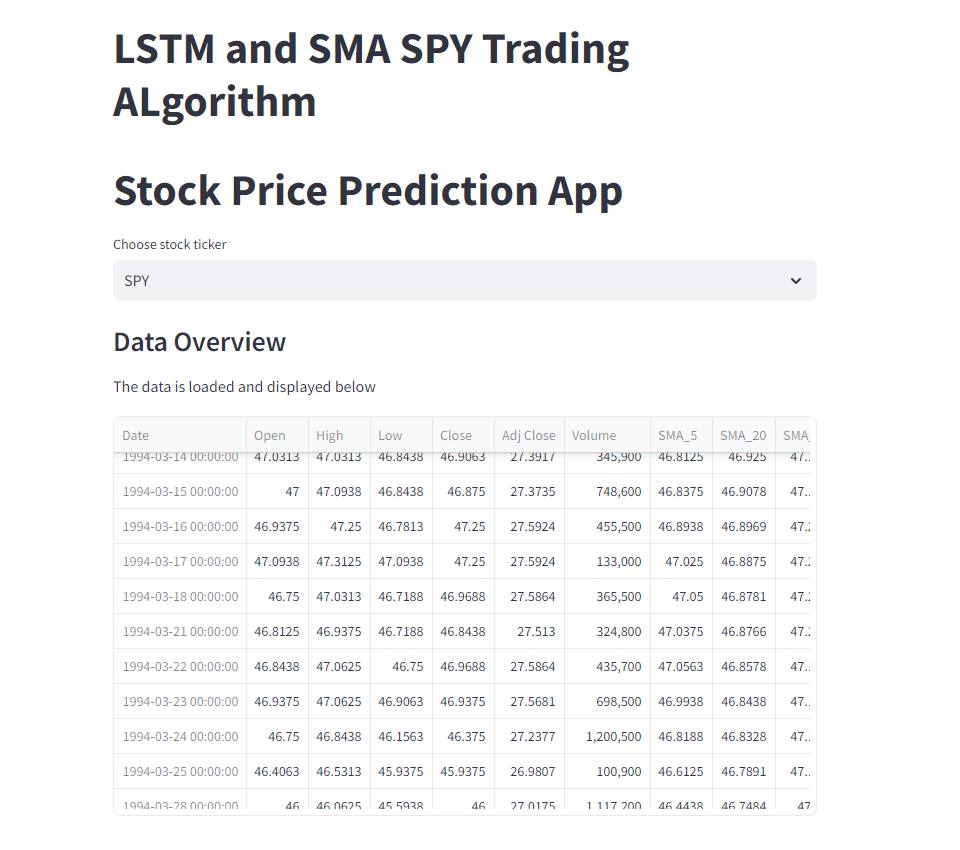 LSTM and SMA SPY Trading
ALgorithm
Stock Price Prediction App
Choose stock ticker
SPY
Data Overview
The data is loaded and displayed below
Date Open High Low Close Adj Close Volume SMA_5 SMA_20 SMA_
1994-03-14 00:00:00 47.0313 47.0313 46.8438 46.9063 27.3917 345,900 46.8125 46.925 47.
1994-03-15 00:00:00 47 47.0938 46.8438 46.875 27.3735 748,600 46.8375 46.9078 47.
1994-03-16 00:00:00 46.9375 47.25 46.7813 47.25 27.5924 455,500 46.8938 46.8969 47.
1994-03-17 00:00:00 47.0938 47.3125 47.0938 47.25 27.5924 133,000 47.025 46.8875 47.
1994-03-18 00:00:00 46.75 47.0313 46.7188 46.9688 27.5864 365,500 47.05 46.8781 47.
1994-03-21 00:00:00 46.8125 46.9375 46.7188 46.8438 27.513 324,800 47.0375 46.8766 47.
1994-03-22 00:00:00 46.8438 47.0625 46.75 46.9688 27.5864 435,700 47.0563 46.8578 47.
1994-03-23 00:00:00 46.9375 47.0625 46.9063 46.9375 27.5681 698,500 46.9938 46.8438 47.
1994-03-24 00:00:00 46.75 46.8438 46.1563 46.375 27.2377 1,200,500 46.8188 46.8328 47.
1994-03-25 00:00:00 46.4063 46.5313 45.9375 45.9375 26.9807 100,900 46.6125 46.7891 47.
1994-03-28 00:00:00 46 46.0625 45.5938 46 27.0175 1,117,200 46.4438 46.7484 47